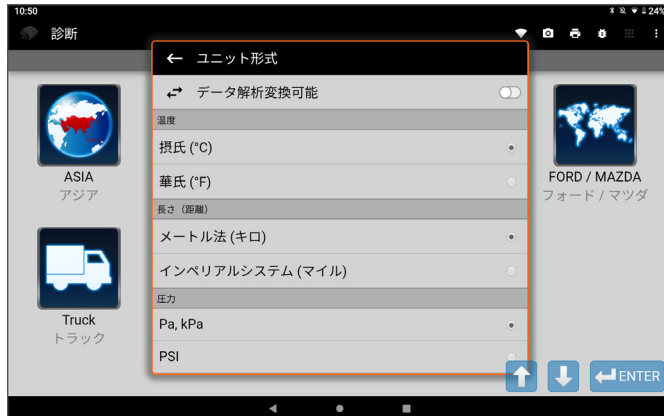 10:50
24%
診断
ユニット形式
データ解析変換可能
温度
摂氏 (°C)
華氏 (°F)
長さ（距離）
メートル法 (キロ)
インペリアルシステム (マイル)
圧力
Pa, kPa
PSI
ASIA
アジア
FORD / MAZDA
フォード / マツダ
Truck
トラック
ENTER